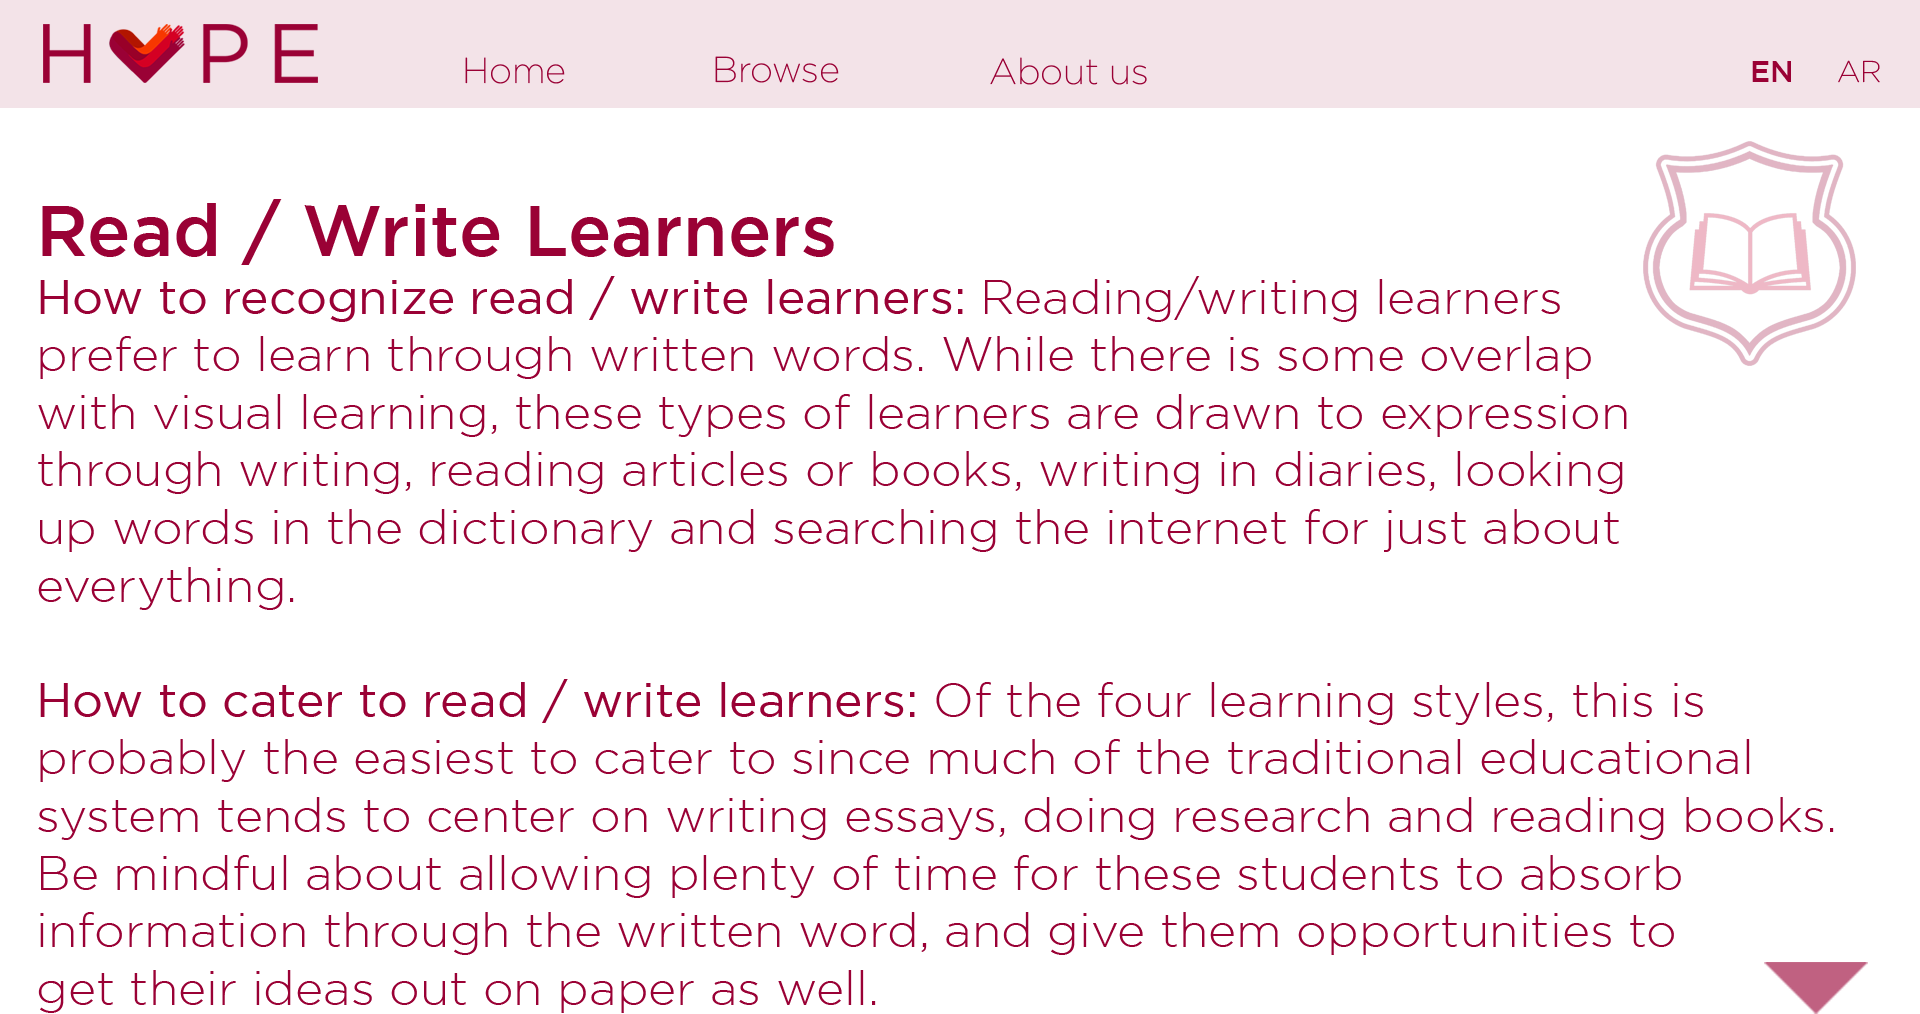 HOPE
Home
Browse
About us
EN
AR
Read / Write Learners
How to recognize read / write learners: Reading/writing learners
prefer to learn through written words. While there is some overlap
with visual learning, these types of learners are drawn to expression
through writing, reading articles or books, writing in diaries, looking
up words in the dictionary and searching the internet for just about
everything.
How to cater to read / write learners: Of the four learning styles, this is
probably the easiest to cater to since much of the traditional educational
system tends to center on writing essays, doing research and reading books.
Be mindful about allowing plenty of time for these students to absorb
information through the written word, and give them opportunities to
get their ideas out on paper as well.